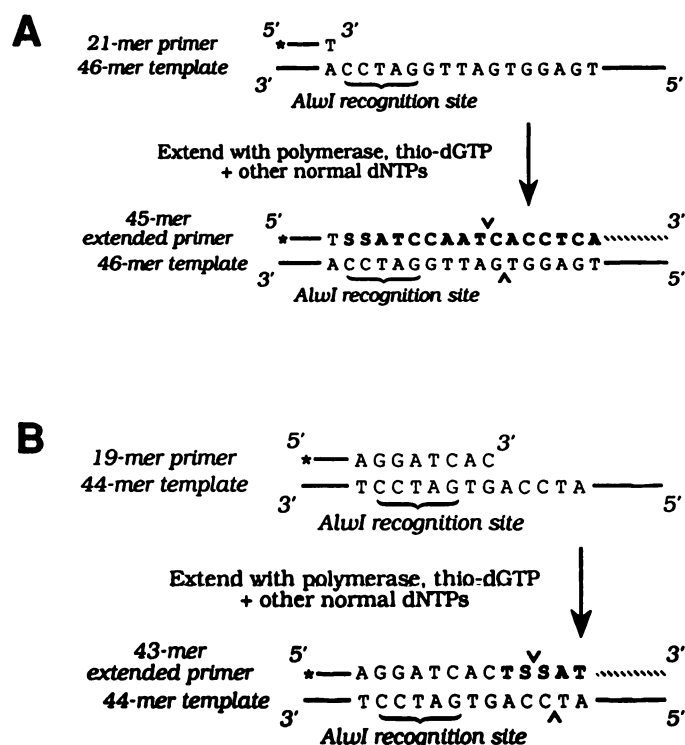 A
5' 3'
21-mer primer *— T
46-mer template ACCTAGGTTAGTGGAGT
3' 5'
AlwI recognition site
Extend with polymerase, thio-dGTP
+ other normal dNTPs
45-mer 5' 3'
extended primer *— TSSATCCAATCACCTCA
46-mer template ACCTAGGTTAGTGGAGT
3' 5'
AlwI recognition site
B
5' 3'
19-mer primer *— AGGATCAC
44-mer template TCCTAGTGACCTA
3' 5'
AlwI recognition site
Extend with polymerase, thio-dGTP
+ other normal dNTPs
43-mer 5' 3'
extended primer *— AGGATCACTSSAT
44-mer template TCCTAGTGACCTA
3' 5'
AlwI recognition site